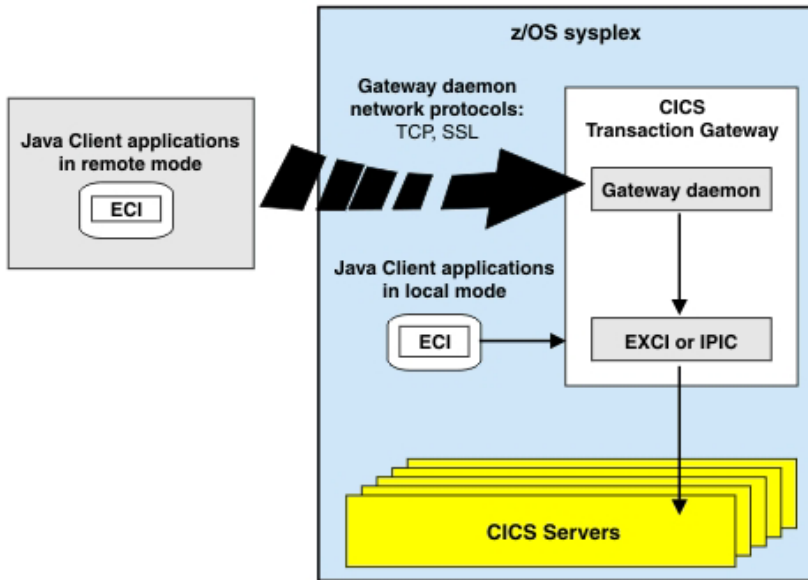 z/OS sysplex
Gateway daemon
network protocols:
TCP, SSL
CICS
Transaction Gateway
Java Client applications
in remote mode
ECI
Gateway daemon
Java Client applications
in local mode
ECI
EXCI or IPIC
CICS Servers